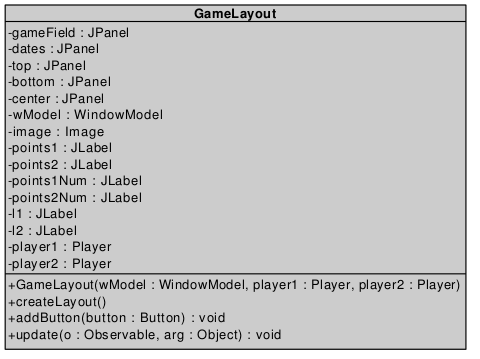 GameLayout
-gameField : JPanel
-dates : JPanel
-top : JPanel
-bottom : JPanel
-center : JPanel
-wModel : WindowModel
-image : Image
-points1 : JLabel
-points2 : JLabel
-points1Num : JLabel
-points2Num : JLabel
-l1 : JLabel
-l2 : JLabel
-player1 : Player
-player2 : Player
+GameLayout(wModel : WindowModel, player1 : Player, player2 : Player)
+createLayout()
+addButton(button : Button) : void
+update(o : Observable, arg : Object) : void